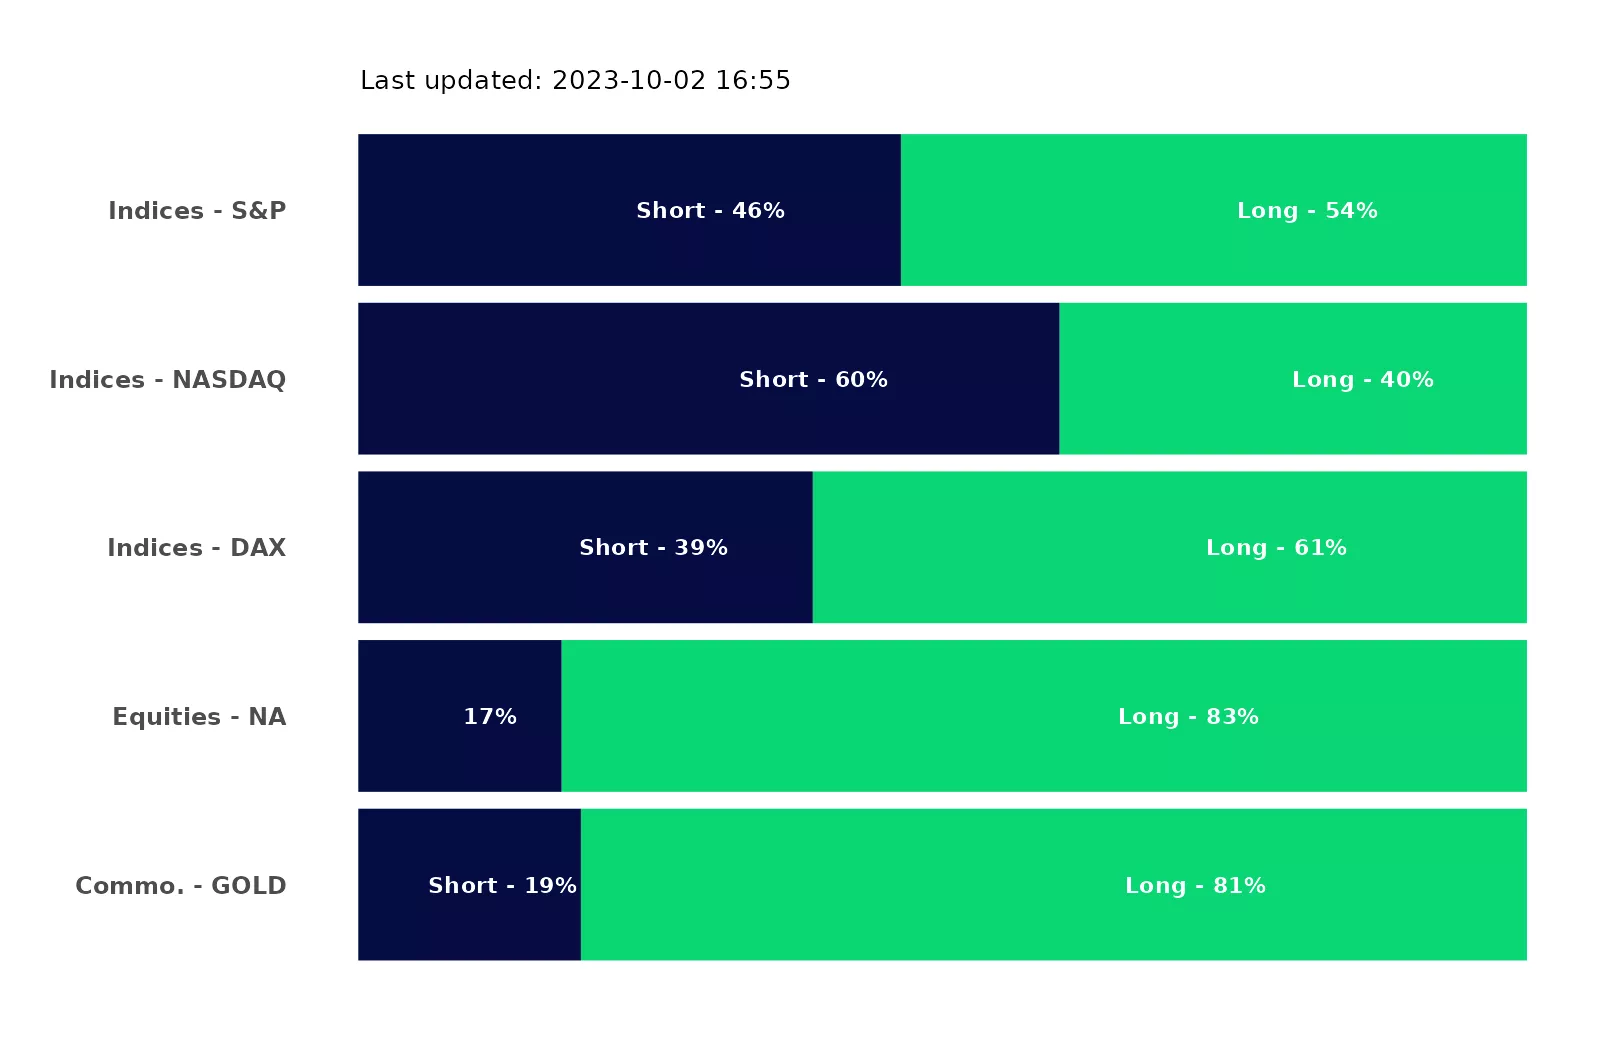 Last updated: 2023-10-02 16:55
Indices - S&P Short - 46% Long - 54%
Indices - NASDAQ Short - 60% Long - 40%
Indices - DAX Short - 39% Long - 61%
Equities - NA 17% Long - 83%
Commo. - GOLD Short - 19% Long - 81%